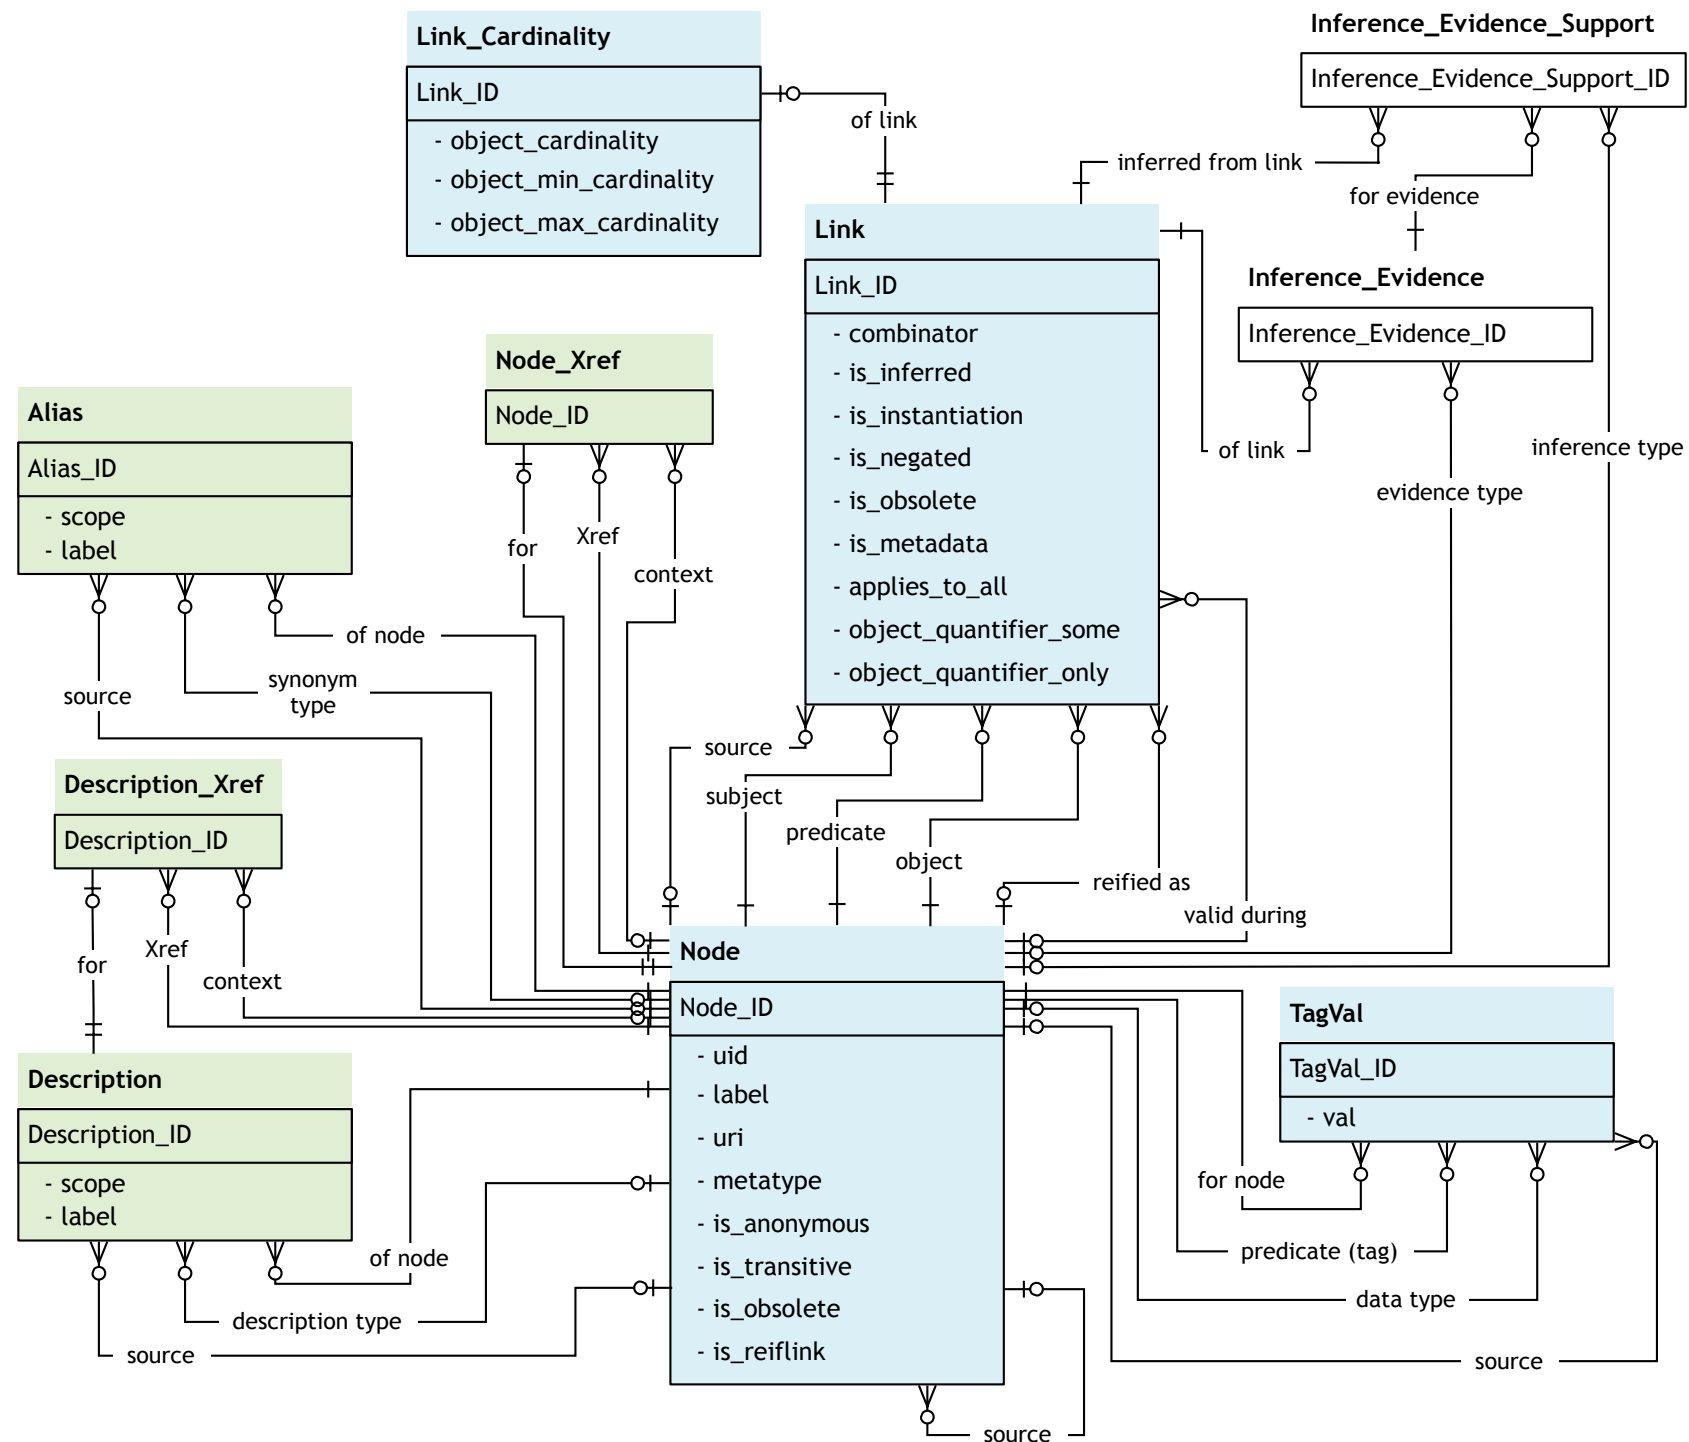 Link_Cardinality
Link_ID
- object_cardinality
- object_min_cardinality
- object_max_cardinality
of link
Inference_Evidence_Support
Inference_Evidence_Support_ID
inferred from link
for evidence
Link
Link_ID
- combinator
- is_inferred
- is_instantiation
- is_negated
- is_obsolete
- is_metadata
- applies_to_all
- object_quantifier_some
- object_quantifier_only
Inference_Evidence
Inference_Evidence_ID
of link
inference type
evidence type
Node_Xref
Node_ID
for
Xref
context
Alias
Alias_ID
- scope
- label
of node
synonym
type
source
source
subject
predicate
object
reified as
valid during
Description_Xref
Description_ID
for
Xref
context
Description
Description_ID
- scope
- label
of node
description type
source
Node
Node_ID
- uid
- label
- uri
- metatype
- is_anonymous
- is_transitive
- is_obsolete
- is_reiflink
source
TagVal
TagVal_ID
- val
for node
predicate (tag)
data type
source